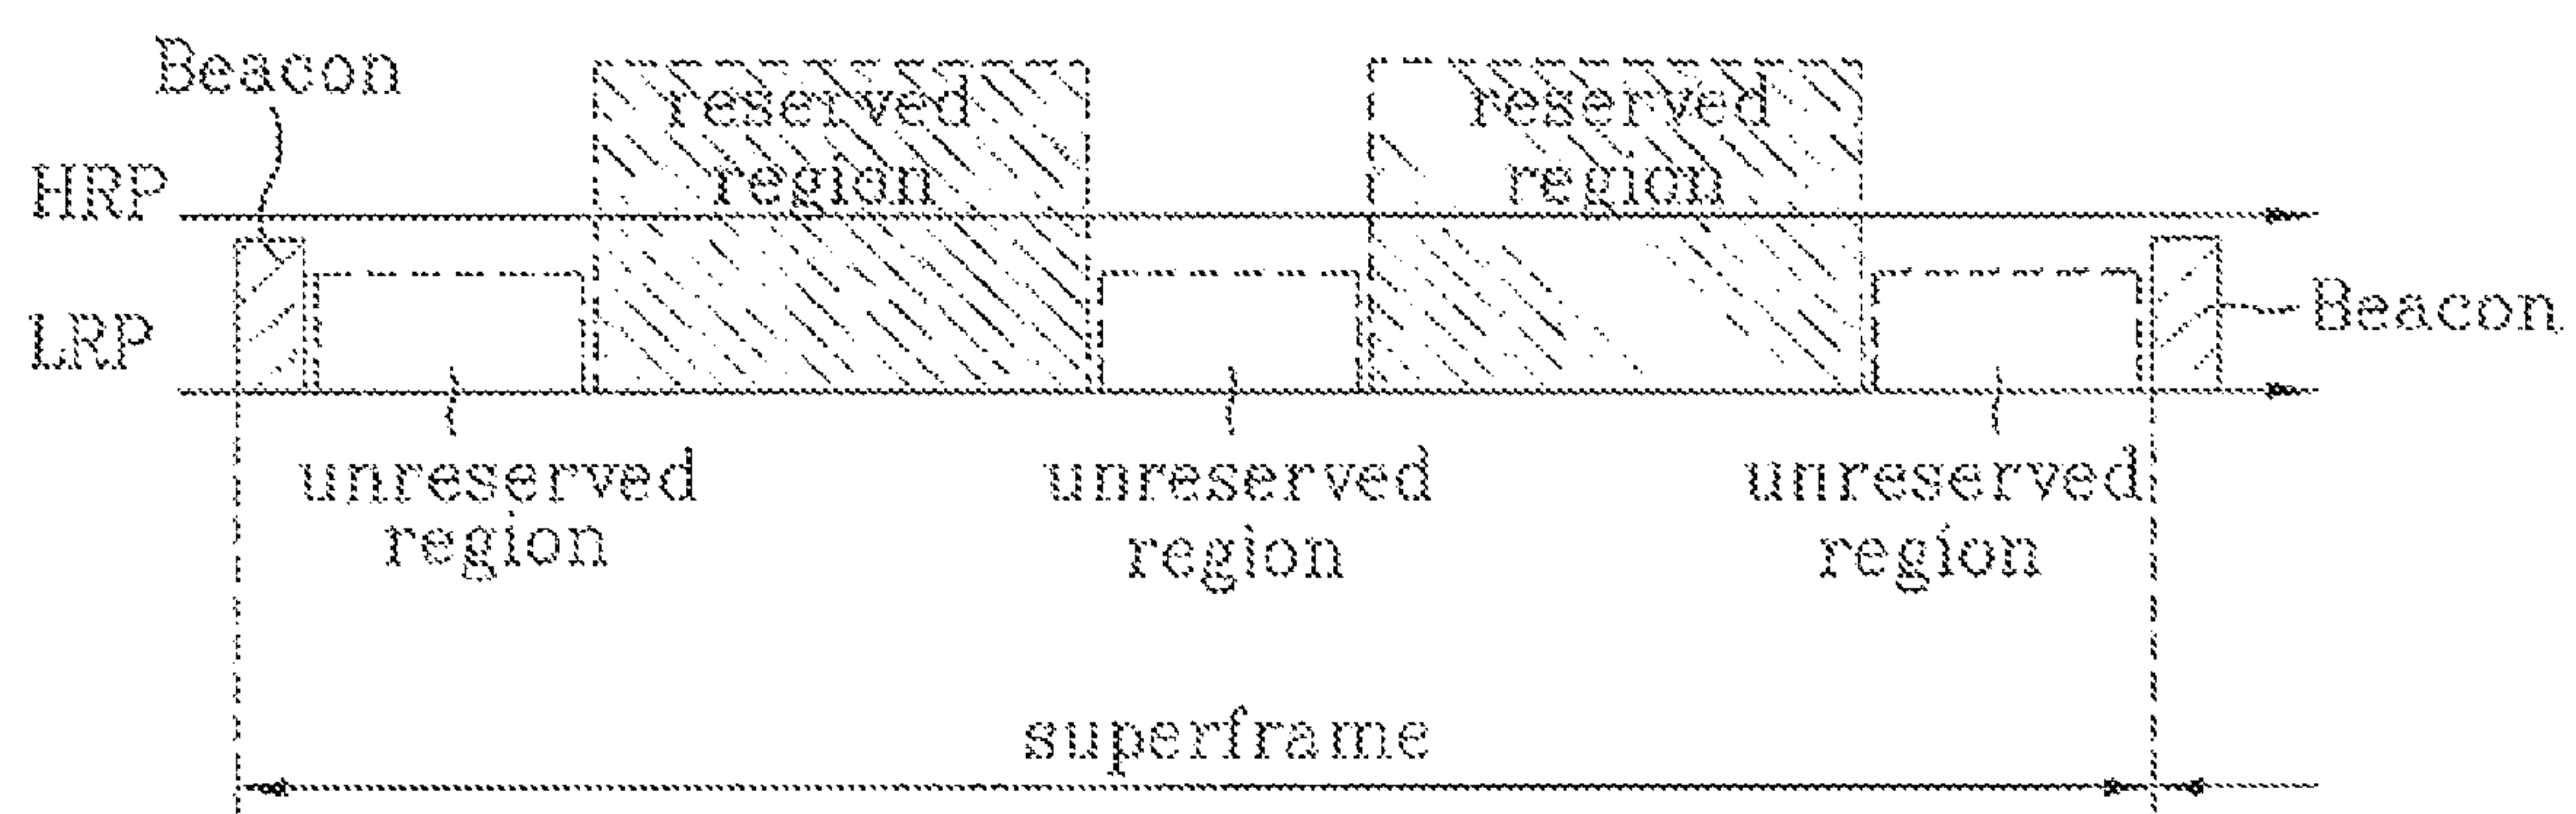 Beacon
reserved
region
reserved
region
HRP
LRP
Beacon
unreserved
region
unreserved
region
unreserved
region
superframe